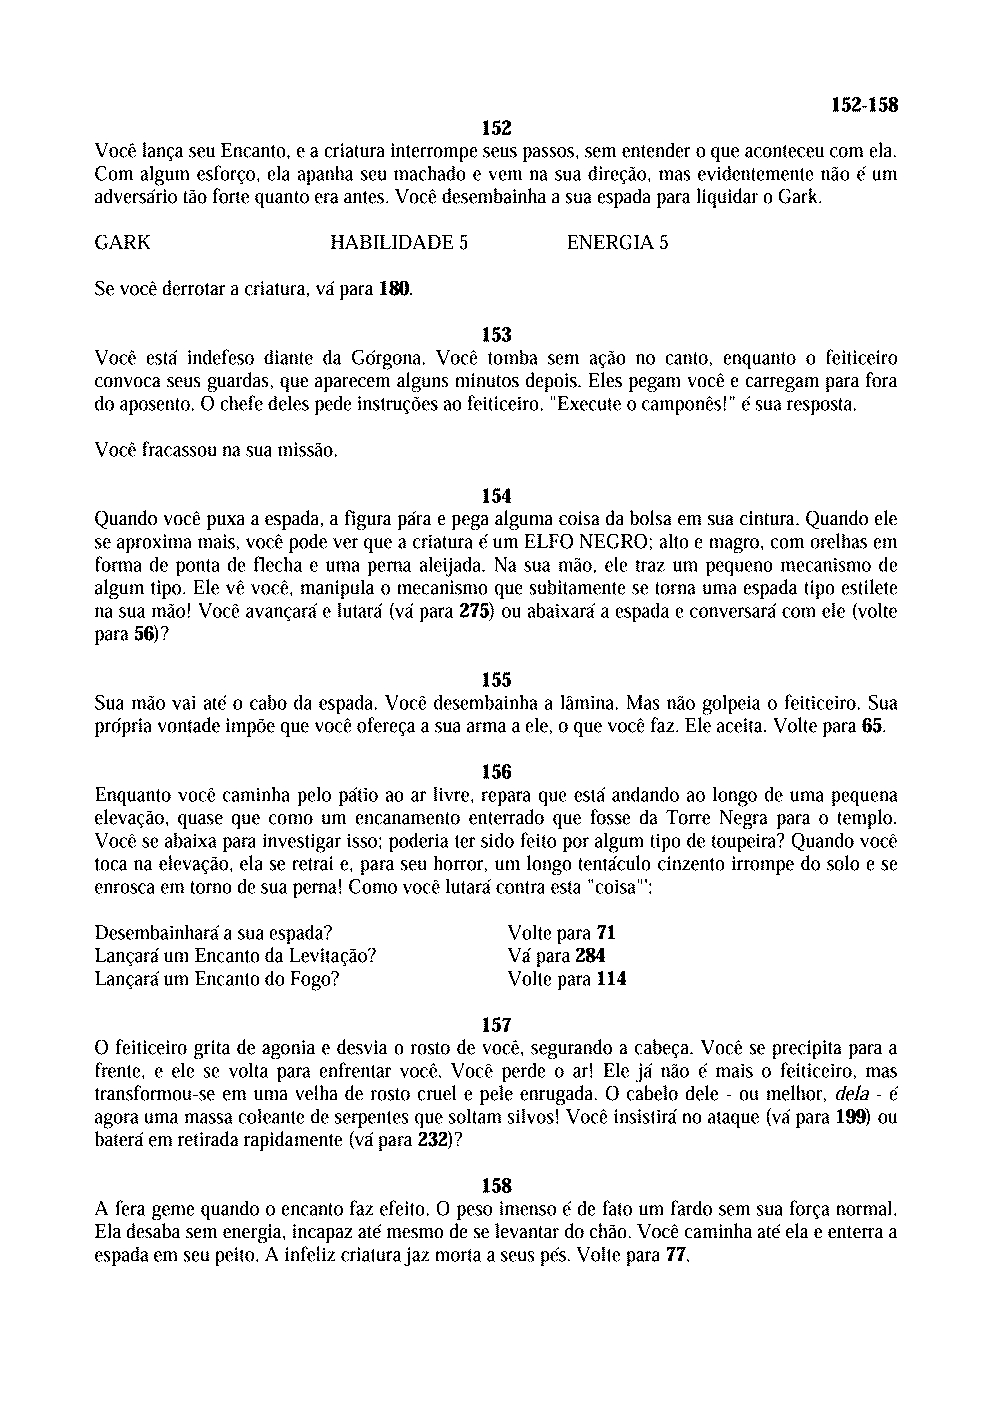 152-158
152
Você lança seu Encanto, e a criatura interrompe seus passos, sem entender o que aconteceu com ela.
Com algum esforço, ela apanha seu machado e vem na sua direção, mas evidentemente não é um
adversário tão forte quanto era antes. Você desembainha a sua espada para liquidar o Gark.
GARK HABILIDADE 5 ENERGIA 5
Se você derrotar a criatura, vá para 180.
153
Você está indefeso diante da Górgona. Você tomba sem ação no canto, enquanto o feiticeiro
convoca seus guardas, que aparecem alguns minutos depois. Eles pegam você e carregam para fora
do aposento. O chefe deles pede instruções ao feiticeiro. "Execute o camponês!" é sua resposta.
Você fracassou na sua missão.
154
Quando você puxa a espada, a figura pára e pega alguma coisa da bolsa em sua cintura. Quando ele
se aproxima mais, você pode ver que a criatura é um ELFO NEGRO; alto e magro, com orelhas em
forma de ponta de flecha e uma perna aleijada. Na sua mão, ele traz um pequeno mecanismo de
algum tipo. Ele vê você, manipula o mecanismo que subitamente se torna uma espada tipo estilete
na sua mão! Você avançará e lutará (vá para 275) ou abaixará a espada e conversará com ele (volte
para 56)?
155
Sua mão vai até o cabo da espada. Você desembainha a lâmina. Mas não golpeia o feiticeiro. Sua
própria vontade impõe que você ofereça a sua arma a ele, o que você faz. Ele aceita. Volte para 65.
156
Enquanto você caminha pelo pátio ao ar livre, repara que está andando ao longo de uma pequena
elevação, quase que como um encanamento enterrado que fosse da Torre Negra para o templo.
Você se abaixa para investigar isso; poderia ter sido feito por algum tipo de toupeira? Quando você
toca na elevação, ela se retrai e, para seu horror, um longo tentáculo cinzento irrompe do solo e se
enrosca em torno de sua perna! Como você lutará contra esta "coisa"':
Desembainhará a sua espada? Volte para 71
Lançará um Encanto da Levitação? Vá para 284
Lançará um Encanto do Fogo? Volte para 114
157
O feiticeiro grita de agonia e desvia o rosto de você, segurando a cabeça. Você se precipita para a
frente, e ele se volta para enfrentar você. Você perde o ar! Ele já não é mais o feiticeiro, mas
transformou-se em uma velha de rosto cruel e pele enrugada. O cabelo dele - ou melhor, dela - é
agora uma massa coleante de serpentes que soltam silvos! Você insistirá no ataque (vá para 199) ou
baterá em retirada rapidamente (vá para 232)?
158
A fera geme quando o encanto faz efeito. O peso imenso é de fato um fardo sem sua força normal.
Ela desaba sem energia, incapaz até mesmo de se levantar do chão. Você caminha até ela e enterra a
espada em seu peito. A infeliz criatura jaz morta a seus pés. Volte para 77.